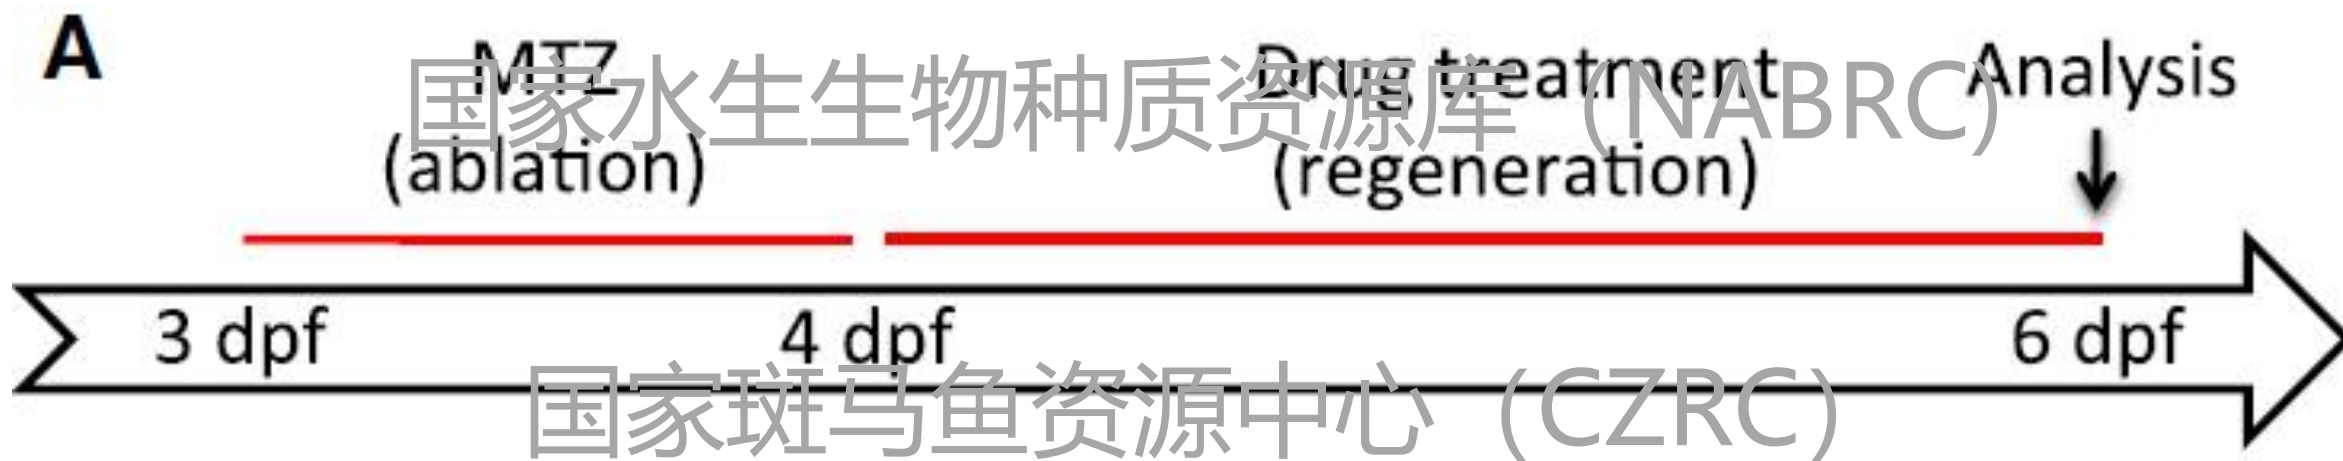 A
MTZ
(ablation)
Drug treatment
(regeneration)
Analysis
国家水生生物种质资源库（NABRC）
3 dpf
4 dpf
6 dpf
国家斑马鱼资源中心（CZRC）